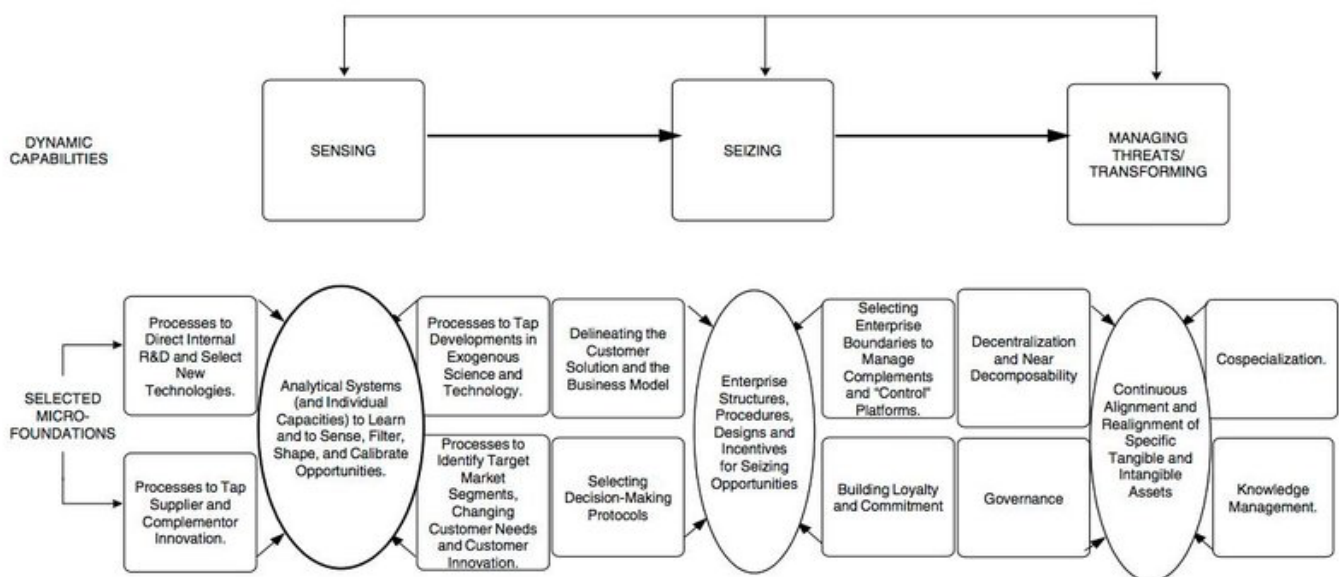 DYNAMIC
CAPABILITIES
SENSING
SEIZING
MANAGING
THREATS/
TRANSFORMING
SELECTED
MICRO-
FOUNDATIONS
Processes to
Direct Internal
R&D and Select
New
Technologies.
Processes to Tap
Supplier and
Complementor
Innovation.
Analytical Systems
(and Individual
Capacities) to Learn
and to Sense, Filter,
Shape, and Calibrate
Opportunities.
Processes to Tap
Developments in
Exogenous
Science and
Technology.
Processes to
Identify Target
Market
Segments,
Changing
Customer Needs
and Customer
Innovation.
Delineating the
Customer
Solution and the
Business Model
Selecting
Decision-Making
Protocols
Enterprise
Structures,
Procedures,
Designs and
Incentives
for Seizing
Opportunities
Selecting
Enterprise
Boundaries to
Manage
Complements
and “Control”
Platforms.
Building Loyalty
and Commitment
Decentralization
and Near
Decomposability
Governance
Continuous
Alignment and
Realignment of
Specific
Tangible and
Intangible
Assets
Cospecialization.
Knowledge
Management.